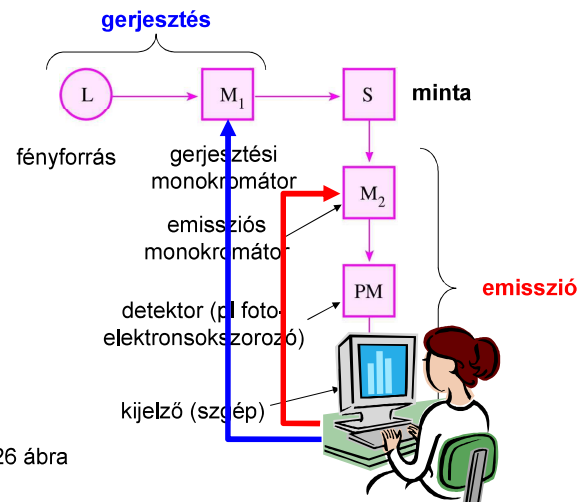 gerjesztés
L
M1
S
minta
fényforrás
gerjesztési
monokromátor
M2
emissziós
monokromátor
PM
emisszió
detektor (pl foto-
elektronsokszorozó)
kijelző (szgép)
26 ábra